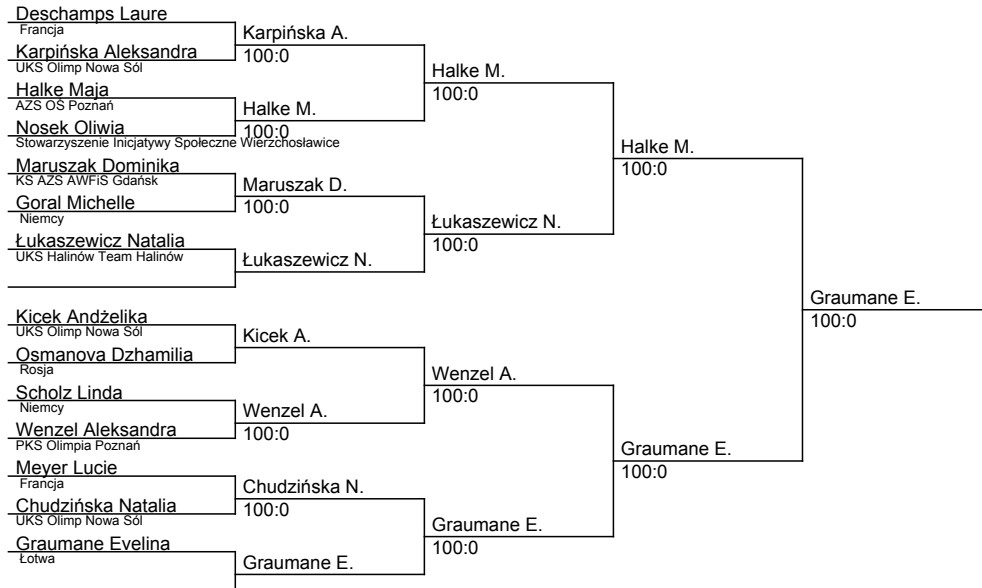 Deschamps Laure
Francja
Karpińska Aleksandra
UKS Olimp Nowa Sól
Halke Maja
AZS OŚ Poznań
Nosek Oliwia
Stowarzyszenie Inicjatywy Społeczne Wierzchosławice
Maruszak Dominika
KS AZS AWFiS Gdańsk
Goral Michelle
Niemcy
Łukaszewicz Natalia
UKS Halinów Team Halinów
Kicek Andżelika
UKS Olimp Nowa Sól
Osmanova Dzhamilia
Rosja
Scholz Linda
Niemcy
Wenzel Aleksandra
PKS Olimpia Poznań
Meyer Lucie
Francja
Chudzińska Natalia
UKS Olimp Nowa Sól
Graumane Evelina
Łotwa
Karpińska A.
100:0
Halke M.
100:0
Maruszak D.
100:0
Łukaszewicz N.
Kicek A.
Wenzel A.
100:0
Chudzińska N.
100:0
Graumane E.
Halke M.
100:0
Łukaszewicz N.
100:0
Wenzel A.
100:0
Graumane E.
100:0
Halke M.
100:0
Graumane E.
100:0
Graumane E.
100:0